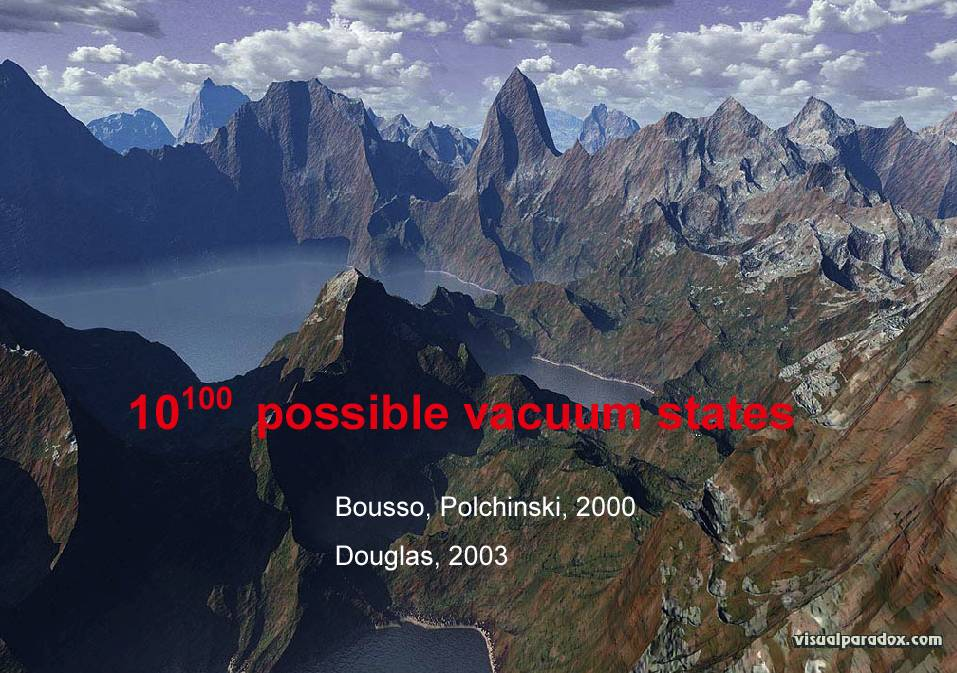 10¹⁰⁰ possible vacuum states
Bousso, Polchinski, 2000
Douglas, 2003
visualparadox.com